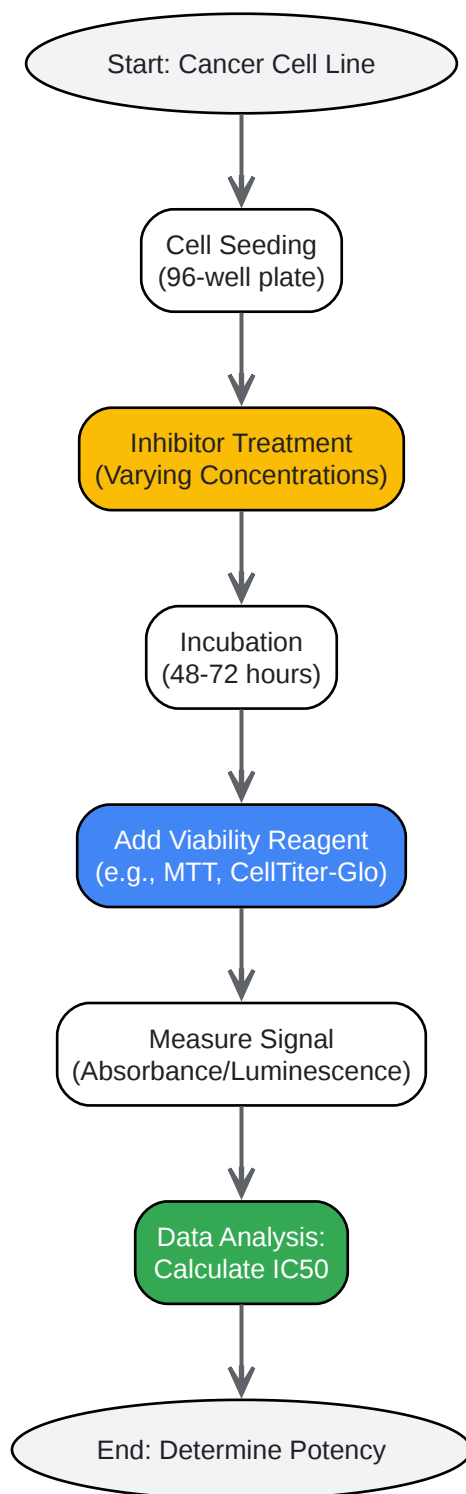 Start: Cancer Cell Line
Cell Seeding
(96-well plate)
Inhibitor Treatment
(Varying Concentrations)
Incubation
(48-72 hours)
Add Viability Reagent
(e.g., MTT, CellTiter-Glo)
Measure Signal
(Absorbance/Luminescence)
Data Analysis:
Calculate IC50
End: Determine Potency